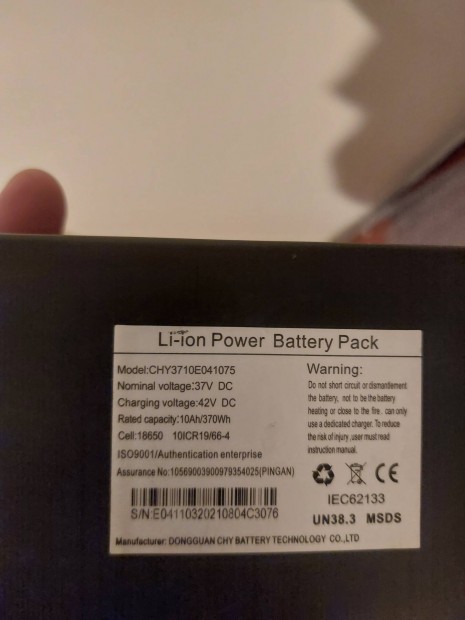 Li-ion Power Battery Pack
Model:CHY3710E041075
Nominal voltage:37V DC
Charging voltage:42V DC
Rated capacity:10Ah/370Wh
Cell:18650 10ICR19/66-4
ISO9001/Authentication enterprise
Assurance No:10569003900979354025(PINGAN)
S/N:E04110320210804C3076
Warning:
Do not short circuit or dismanderment
the battery, not to be the battery
heating or close to the fire, can only
use a dedicated charger. To reduce
the risk of injury ,user must read
instruction manual.
CE
IEC62133
UN38.3 MSDS
Manufacturer: DONGGUAN CHY BATTERY TECHNOLOGY CO.,LTD